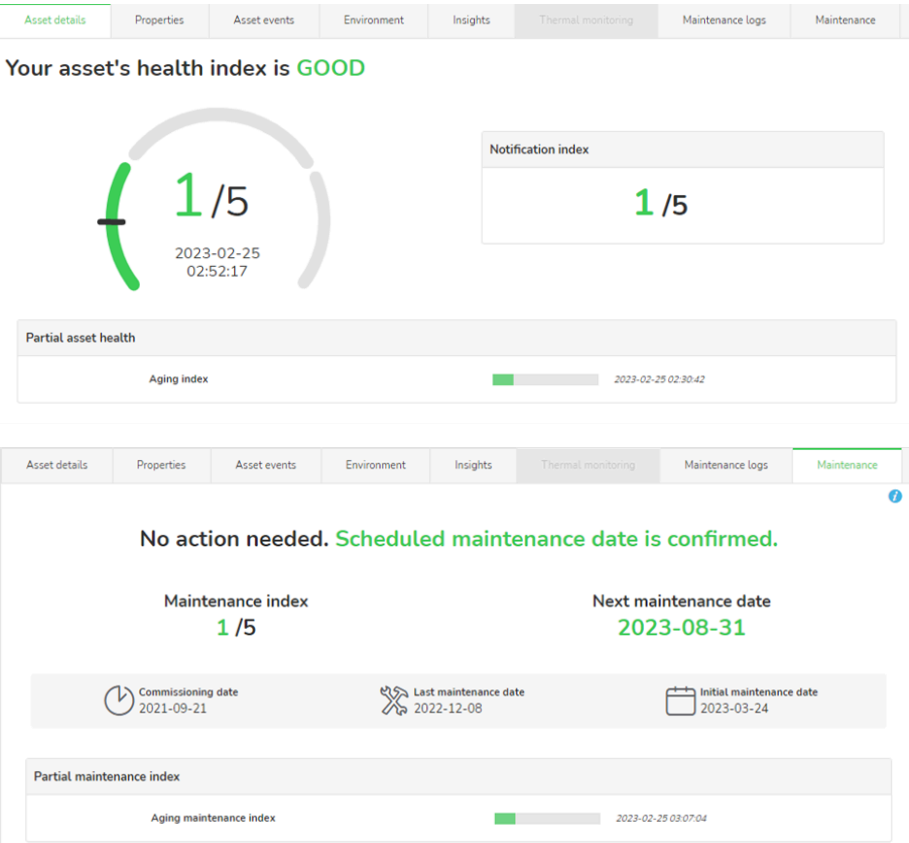 Asset details Properties Asset events Environment Insights Thermal monitoring Maintenance logs Maintenance
Your asset's health index is GOOD
1 /5
2023-02-25
02:52:17
Notification index
1 /5
Partial asset health
Aging index 2023-02-25 02:30:42
Asset details Properties Asset events Environment Insights Thermal monitoring Maintenance logs Maintenance
i
No action needed. Scheduled maintenance date is confirmed.
Maintenance index
1 /5
Next maintenance date
2023-08-31
Commissioning date
2021-09-21
Last maintenance date
2022-12-08
Initial maintenance date
2023-03-24
Partial maintenance index
Aging maintenance index 2023-02-25 03:07:04